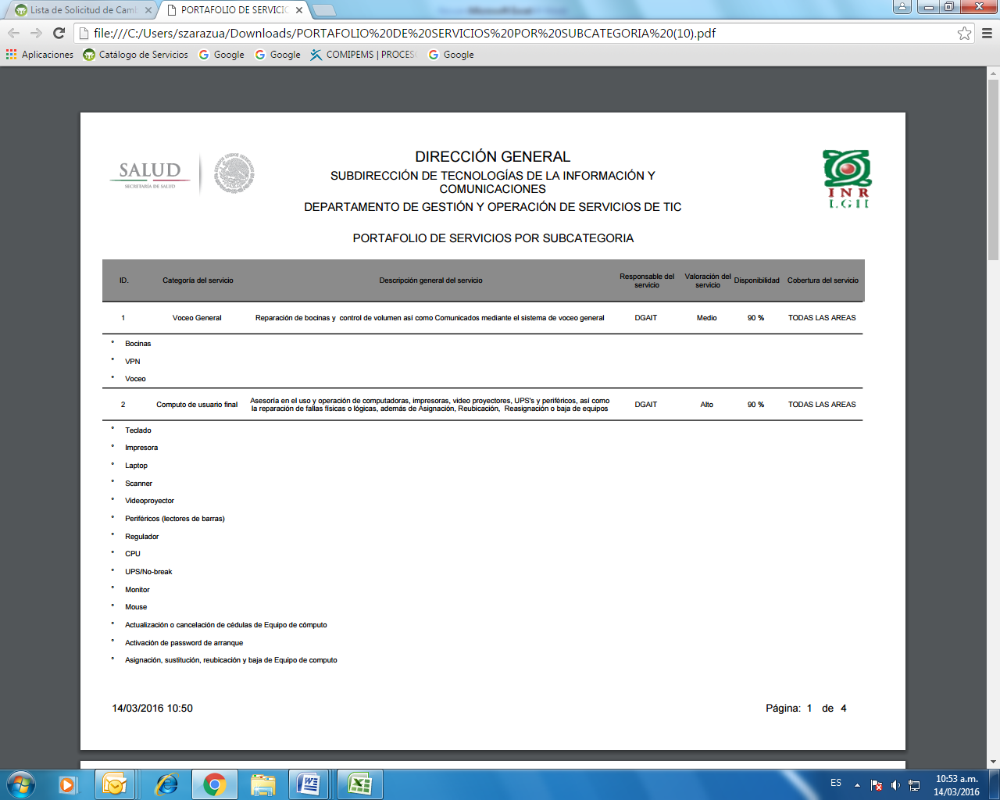 Lista de Solicitud de Camb
PORTAFOLIO DE SERVICIO
file:///C:/Users/szarazua/Downloads/PORTAFOLIO%20DE%20SERVICIOS%20POR%20SUBCATEGORIA%20(10).pdf
Aplicaciones Catálogo de Servicios Google Google COMIPEMS | PROCES Google
SALUD
SECRETARÍA DE SALUD
ESTADOS UNIDOS MEXICANOS
DIRECCIÓN GENERAL
SUBDIRECCIÓN DE TECNOLOGÍAS DE LA INFORMACIÓN Y
COMUNICACIONES
DEPARTAMENTO DE GESTIÓN Y OPERACIÓN DE SERVICIOS DE TIC
INR
LGII
PORTAFOLIO DE SERVICIOS POR SUBCATEGORIA
ID. Categoría del servicio Descripción general del servicio Responsable del servicio Valoración del servicio Disponibilidad Cobertura del servicio
1 Voceo General Reparación de bocinas y control de volumen así como Comunicados mediante el sistema de voceo general DGAIT Medio 90 % TODAS LAS AREAS
° Bocinas
° VPN
° Voceo
2 Computo de usuario final Asesoría en el uso y operación de computadoras, impresoras, video proyectores, UPS's y periféricos, así como
la reparación de fallas físicas o lógicas, además de Asignación, Reubicación, Reasignación o baja de equipos DGAIT Alto 90 % TODAS LAS AREAS
° Teclado
° Impresora
° Laptop
° Scanner
° Videoproyector
° Periféricos (lectores de barras)
° Regulador
° CPU
° UPS/No-break
° Monitor
° Mouse
° Actualización o cancelación de cédulas de Equipo de cómputo
° Activación de password de arranque
° Asignación, sustitución, reubicación y baja de Equipo de computo
14/03/2016 10:50 Página: 1 de 4
ES
10:53 a.m.
14/03/2016